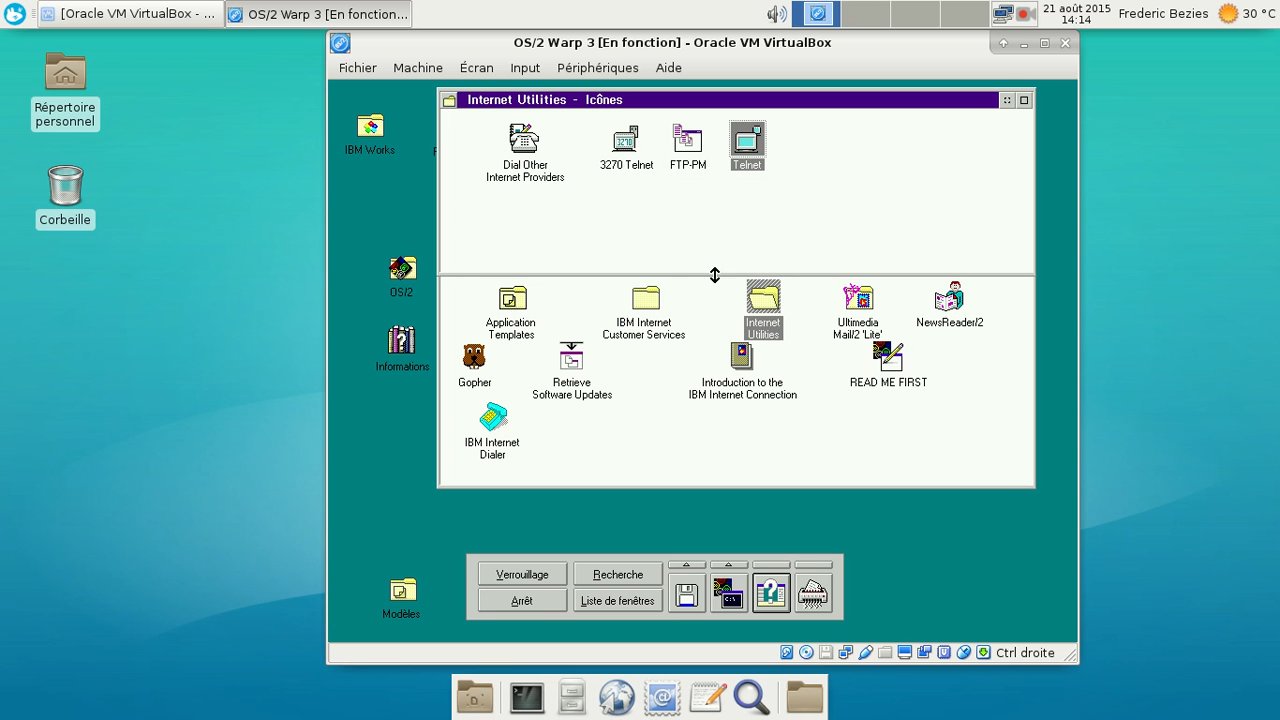 [Oracle VM VirtualBox - ...
OS/2 Warp 3 [En fonction...
21 août 2015
14:14
Frederic Bezies
30 °C
Répertoire
personnel
Corbeille
OS/2 Warp 3 [En fonction] - Oracle VM VirtualBox
Fichier Machine Écran Input Périphériques Aide
IBM Works
OS/2
Informations
Modèles
Internet Utilities - Icônes
Dial Other
Internet Providers
3270
3270 Telnet
FTP-PM
Telnet
Application
Templates
IBM Internet
Customer Services
Internet
Utilities
Ultimedia
Mail/2 'Lite'
NewsReader/2
Gopher
Retrieve
Software Updates
Introduction to the
IBM Internet Connection
READ ME FIRST
IBM Internet
Dialer
Verrouillage
Recherche
Arrêt
Liste de fenêtres
C:\
Ctrl droite